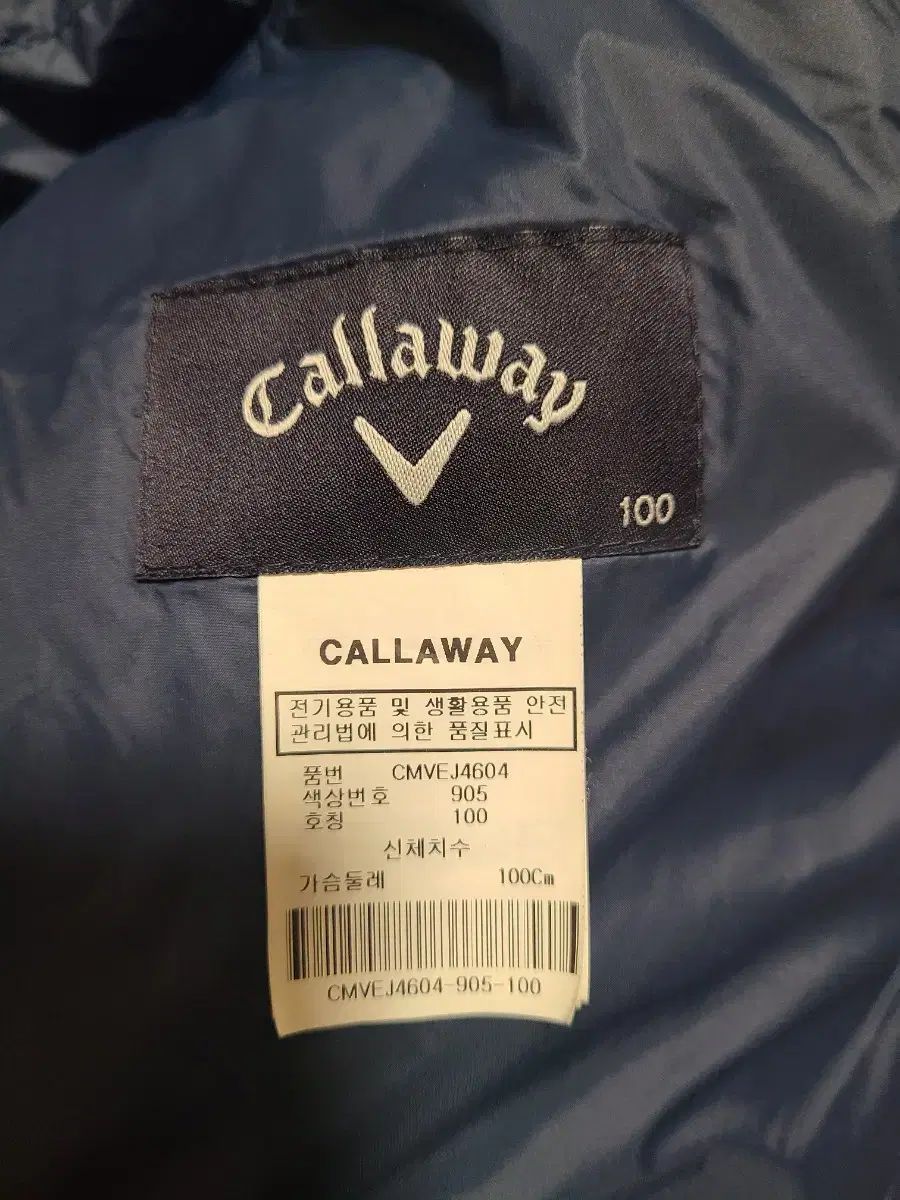 Callaway
100
CALLAWAY
전기용품 및 생활용품 안전
관리법에 의한 품질표시
품번 CMVEJ4604
색상번호 905
호칭 100
신체치수
가슴둘레 100Cm
CMVEJ4604-905-100